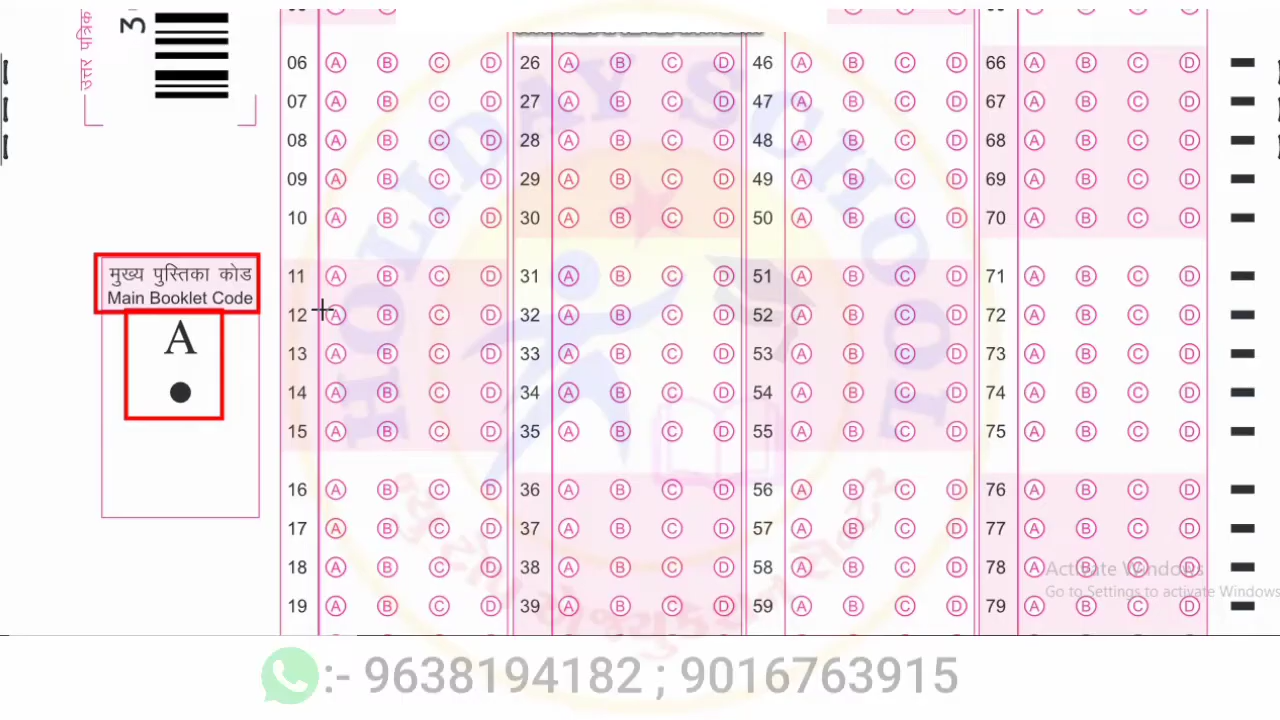 उत्तर पत्रिक
3
मुख्य पुस्तिका कोड
Main Booklet Code
A
06 A B C D 26 A B C D 46 A B C D 66 A B C D
07 A B C D 27 A B C D 47 A B C D 67 A B C D
08 A B C D 28 A B C D 48 A B C D 68 A B C D
09 A B C D 29 A B C D 49 A B C D 69 A B C D
10 A B C D 30 A B C D 50 A B C D 70 A B C D
11 A B C D 31 A B C D 51 A B C D 71 A B C D
12 A B C D 32 A B C D 52 A B C D 72 A B C D
13 A B C D 33 A B C D 53 A B C D 73 A B C D
14 A B C D 34 A B C D 54 A B C D 74 A B C D
15 A B C D 35 A B C D 55 A B C D 75 A B C D
16 A B C D 36 A B C D 56 A B C D 76 A B C D
17 A B C D 37 A B C D 57 A B C D 77 A B C D
18 A B C D 38 A B C D 58 A B C D 78 A B C D
19 A B C D 39 A B C D 59 A B C D 79 A B C D
HOLIDAY SCHOOL
Activate Windows
Go to Settings to activate Windows
:- 9638194182 ; 9016763915